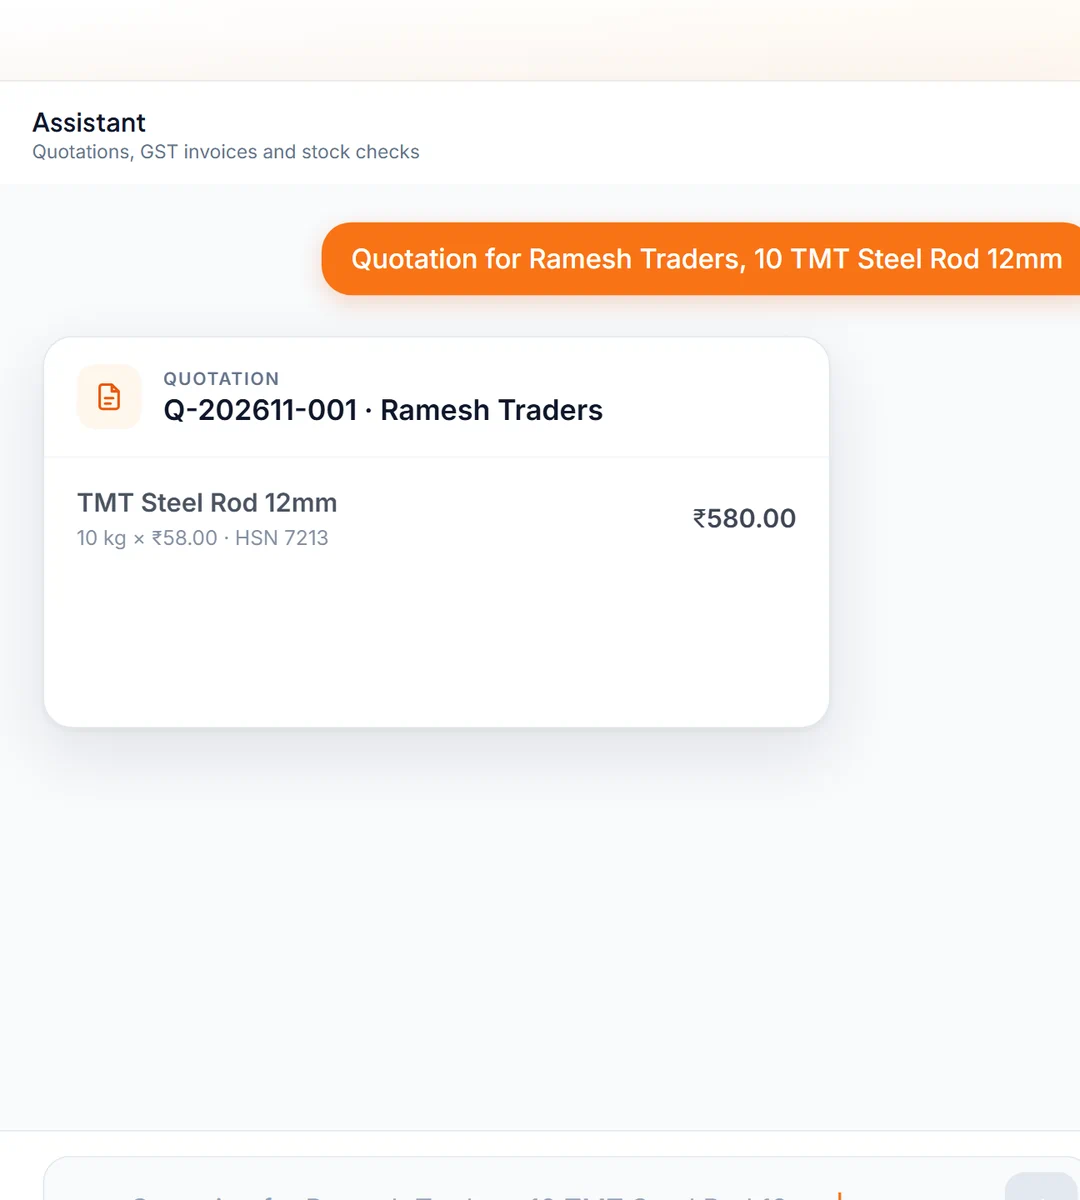 Assistant
Quotations, GST invoices and stock checks
Quotation for Ramesh Traders, 10 TMT Steel Rod 12mm
QUOTATION
Q-202611-001 · Ramesh Traders
TMT Steel Rod 12mm
₹580.00
10 kg × ₹58.00 · HSN 7213